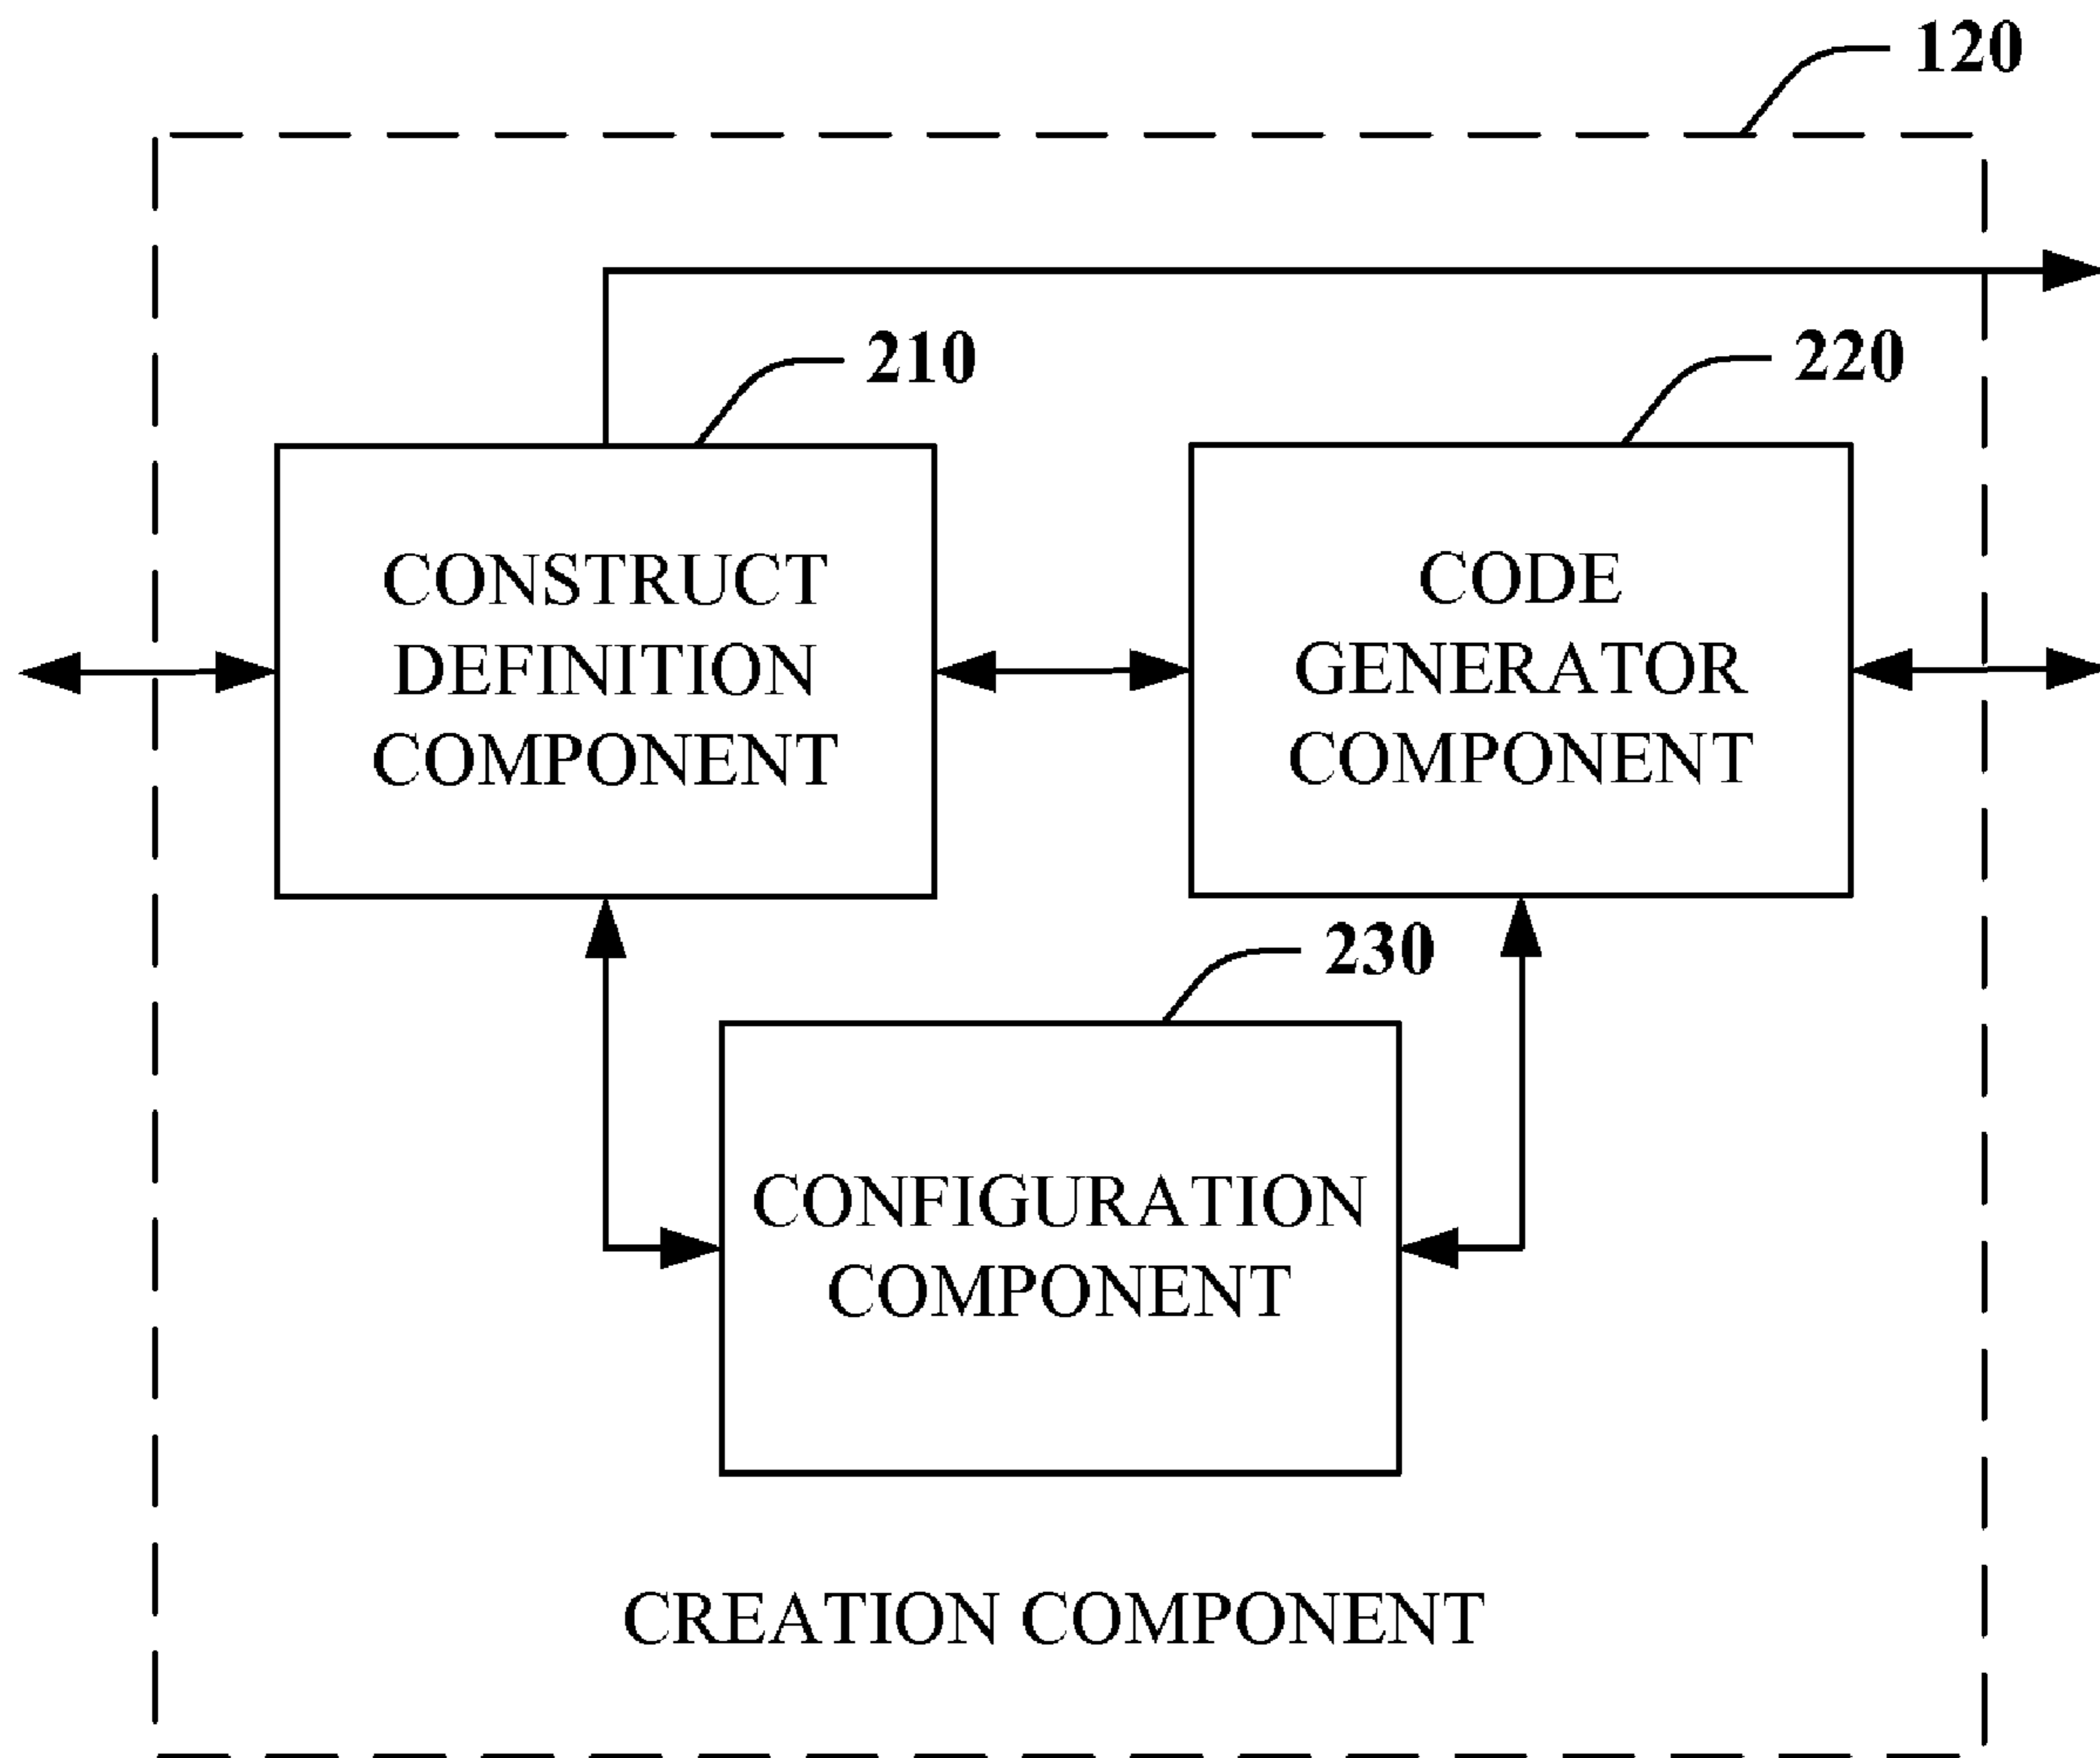 120
210
220
CONSTRUCT
DEFINITION
COMPONENT
CODE
GENERATOR
COMPONENT
230
CONFIGURATION
COMPONENT
CREATION COMPONENT